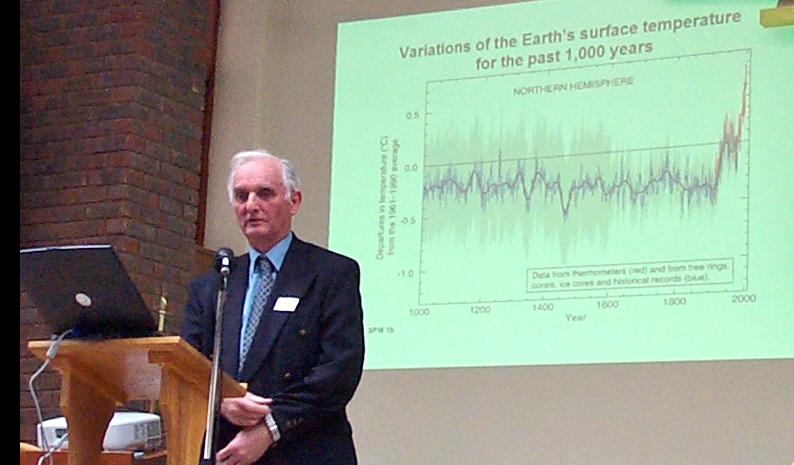 Variations of the Earth's surface temperature
for the past 1,000 years
NORTHERN HEMISPHERE
Departures in temperature (°C)
from the 1961–1990 average
0.5
0.0
-0.5
-1.0
Data from thermometers (red) and from tree rings,
corals, ice cores and historical records (blue).
1000 1200 1400 1600 1800 2000
Year
SPM 1b